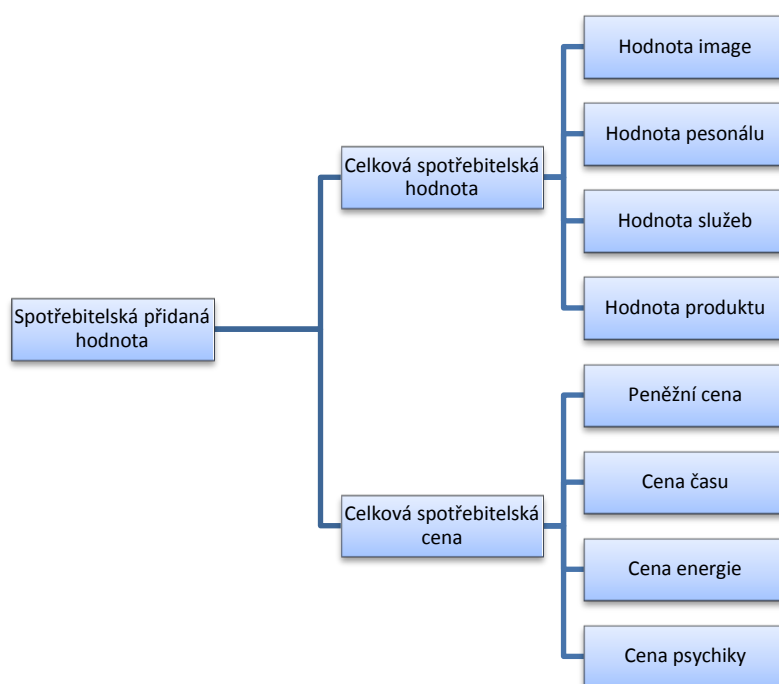 Hodnota image
Hodnota pesonálu
Celková spotřebitelská
hodnota
Hodnota služeb
Hodnota produktu
Spotřebitelská přidaná
hodnota
Peněžní cena
Cena času
Celková spotřebitelská
cena
Cena energie
Cena psychiky